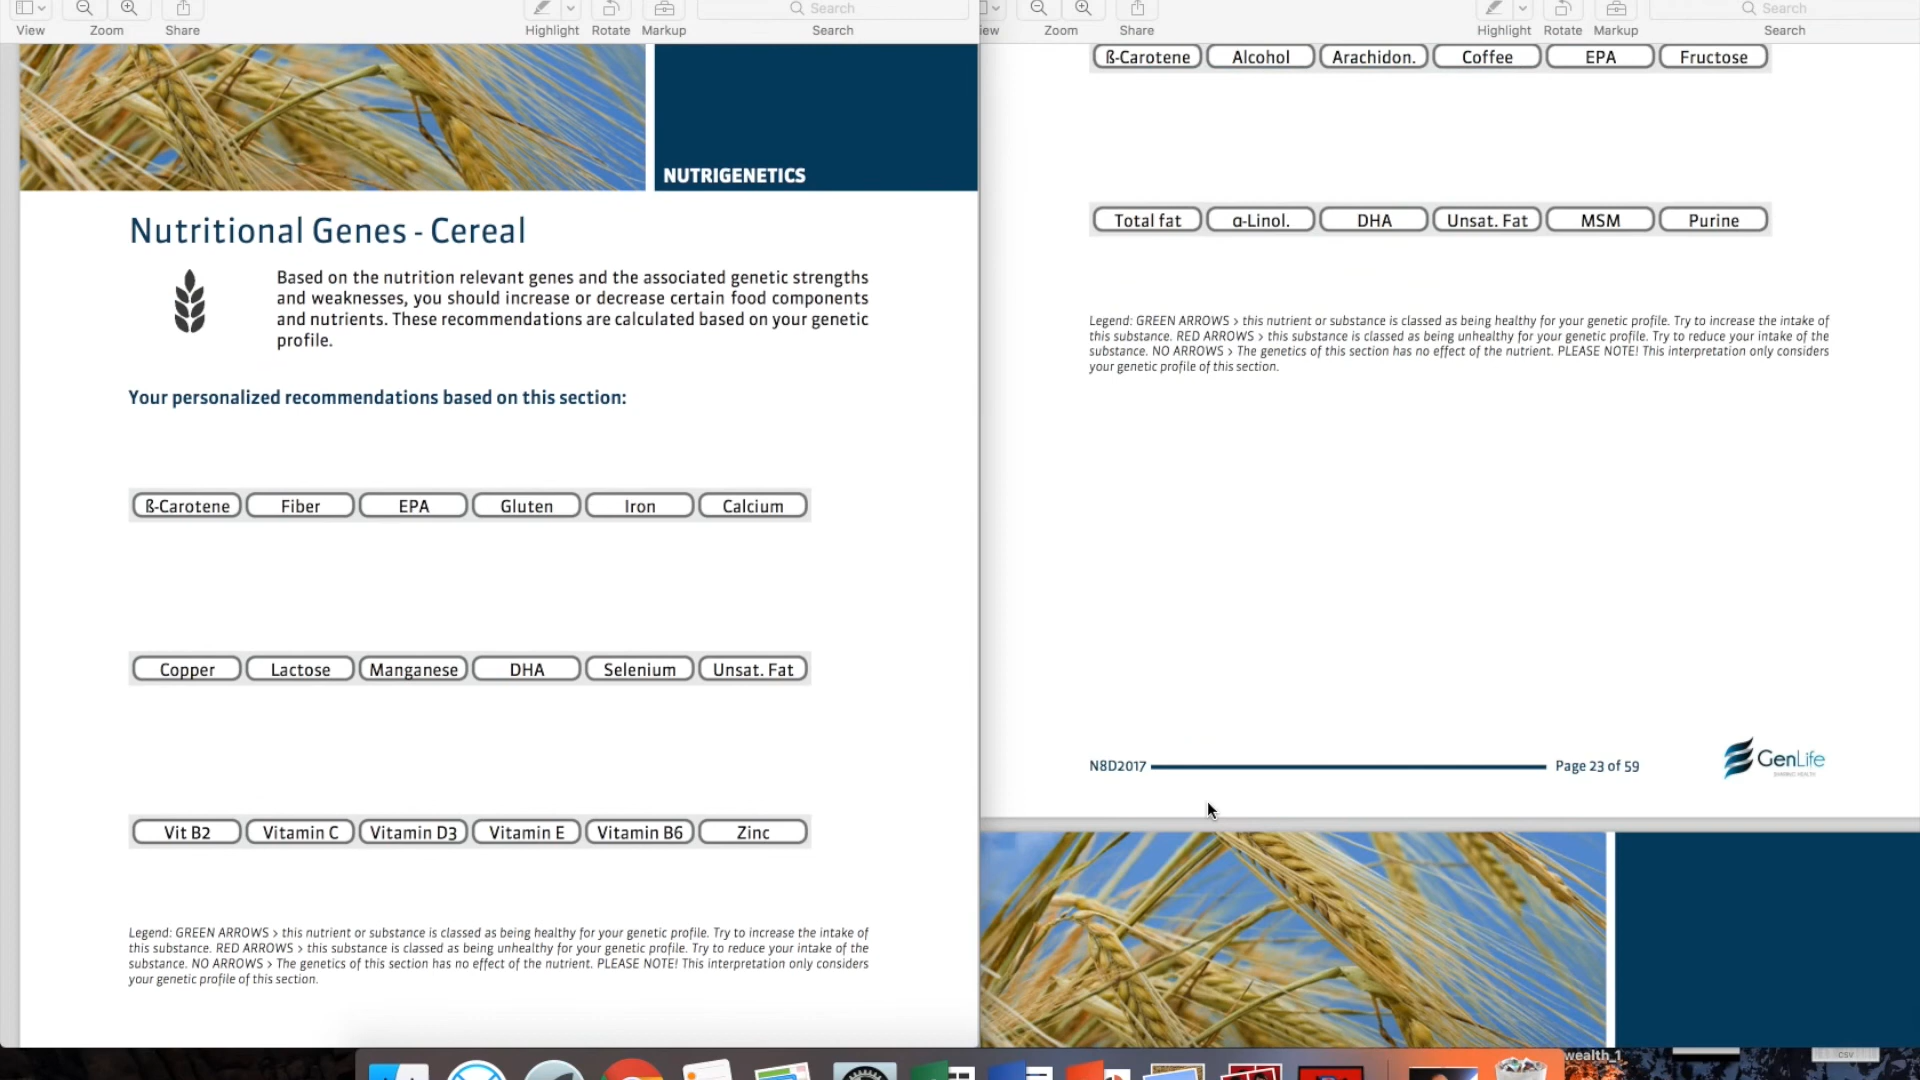 View
Zoom
Share
Highlight
Rotate
Markup
Search
Search
NUTRIGENETICS
Nutritional Genes - Cereal
Based on the nutrition relevant genes and the associated genetic strengths
and weaknesses, you should increase or decrease certain food components
and nutrients. These recommendations are calculated based on your genetic
profile.
Your personalized recommendations based on this section:
ß-Carotene Fiber EPA Gluten Iron Calcium
Copper Lactose Manganese DHA Selenium Unsat. Fat
Vit B2 Vitamin C Vitamin D3 Vitamin E Vitamin B6 Zinc
Legend: GREEN ARROWS > this nutrient or substance is classed as being healthy for your genetic profile. Try to increase the intake of
this substance. RED ARROWS > this substance is classed as being unhealthy for your genetic profile. Try to reduce your intake of the
substance. NO ARROWS > The genetics of this section has no effect of the nutrient. PLEASE NOTE! This interpretation only considers
your genetic profile of this section.
iew
Zoom
Share
Highlight
Rotate
Markup
Search
Search
ß-Carotene Alcohol Arachidon. Coffee EPA Fructose
Total fat α-Linol. DHA Unsat. Fat MSM Purine
Legend: GREEN ARROWS > this nutrient or substance is classed as being healthy for your genetic profile. Try to increase the intake of
this substance. RED ARROWS > this substance is classed as being unhealthy for your genetic profile. Try to reduce your intake of the
substance. NO ARROWS > The genetics of this section has no effect of the nutrient. PLEASE NOTE! This interpretation only considers
your genetic profile of this section.
N8D2017 Page 23 of 59
GenLife
wealth_1
csv